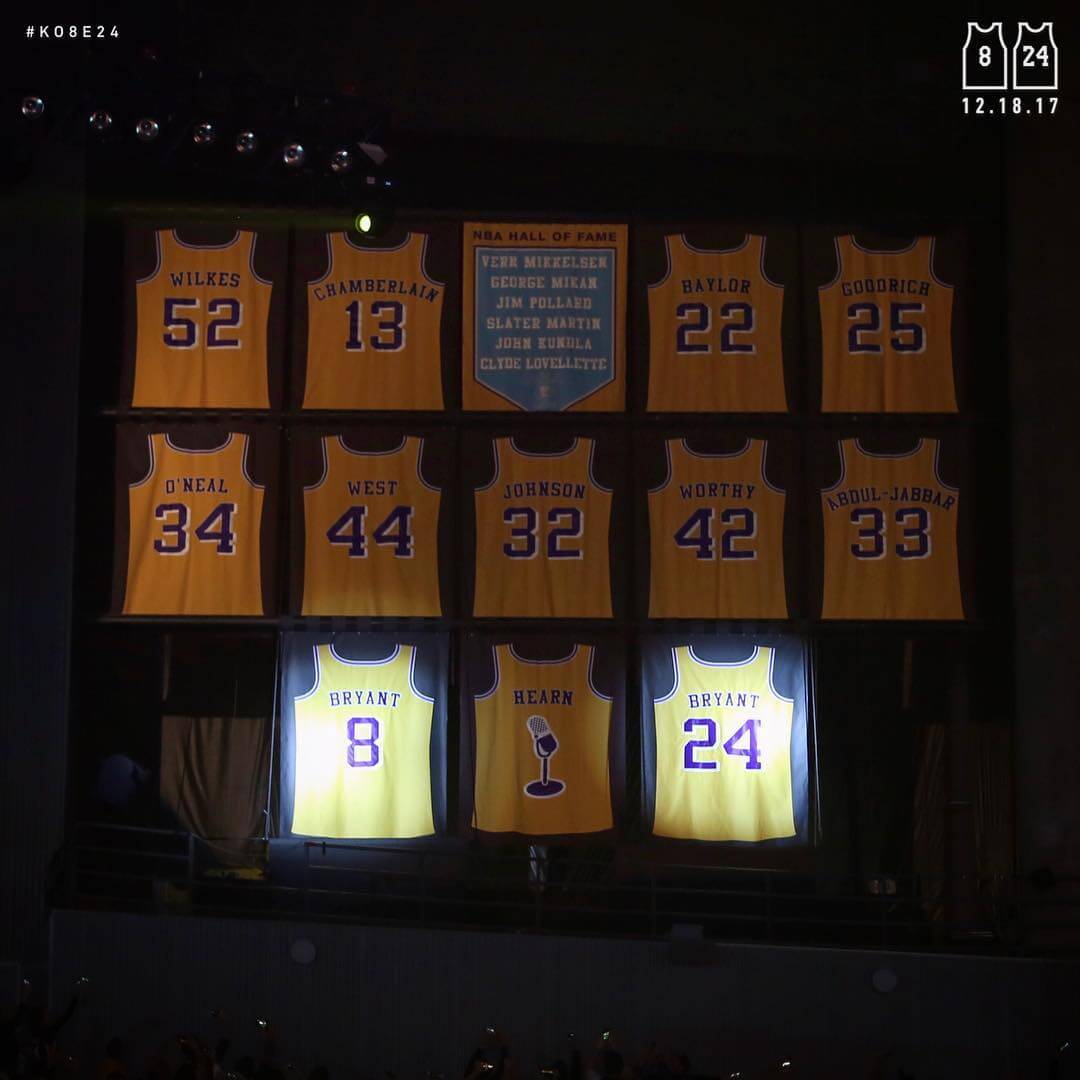 #KO8E24
8 24
12.18.17
WILKES
52
CHAMBERLAIN
13
NBA HALL OF FAME
VERN MIKKELSEN
GEORGE MIKAN
JIM POLLARD
SLATER MARTIN
JOHN KUNDLA
CLYDE LOVELLETTE
BAYLOR
22
GOODRICH
25
O'NEAL
34
WEST
44
JOHNSON
32
WORTHY
42
ABDUL-JABBAR
33
BRYANT
8
HEARN
BRYANT
24